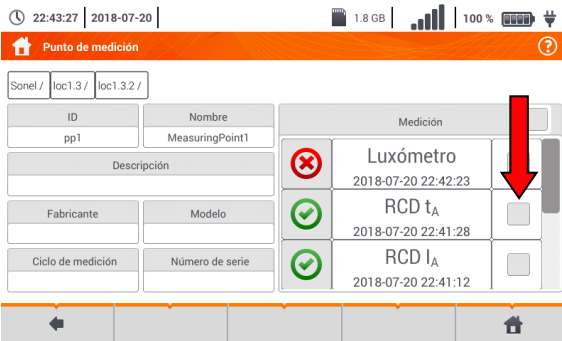 22:43:27 2018-07-20 1.8 GB 100 %
Punto de medición ?
Sonel / loc1.3 / loc1.3.2 /
ID Nombre Medición
pp1 MeasuringPoint1
Descripción
Luxómetro
2018-07-20 22:42:23
Fabricante Modelo
RCD tA
2018-07-20 22:41:28
Ciclo de medición Número de serie
RCD IA
2018-07-20 22:41:12